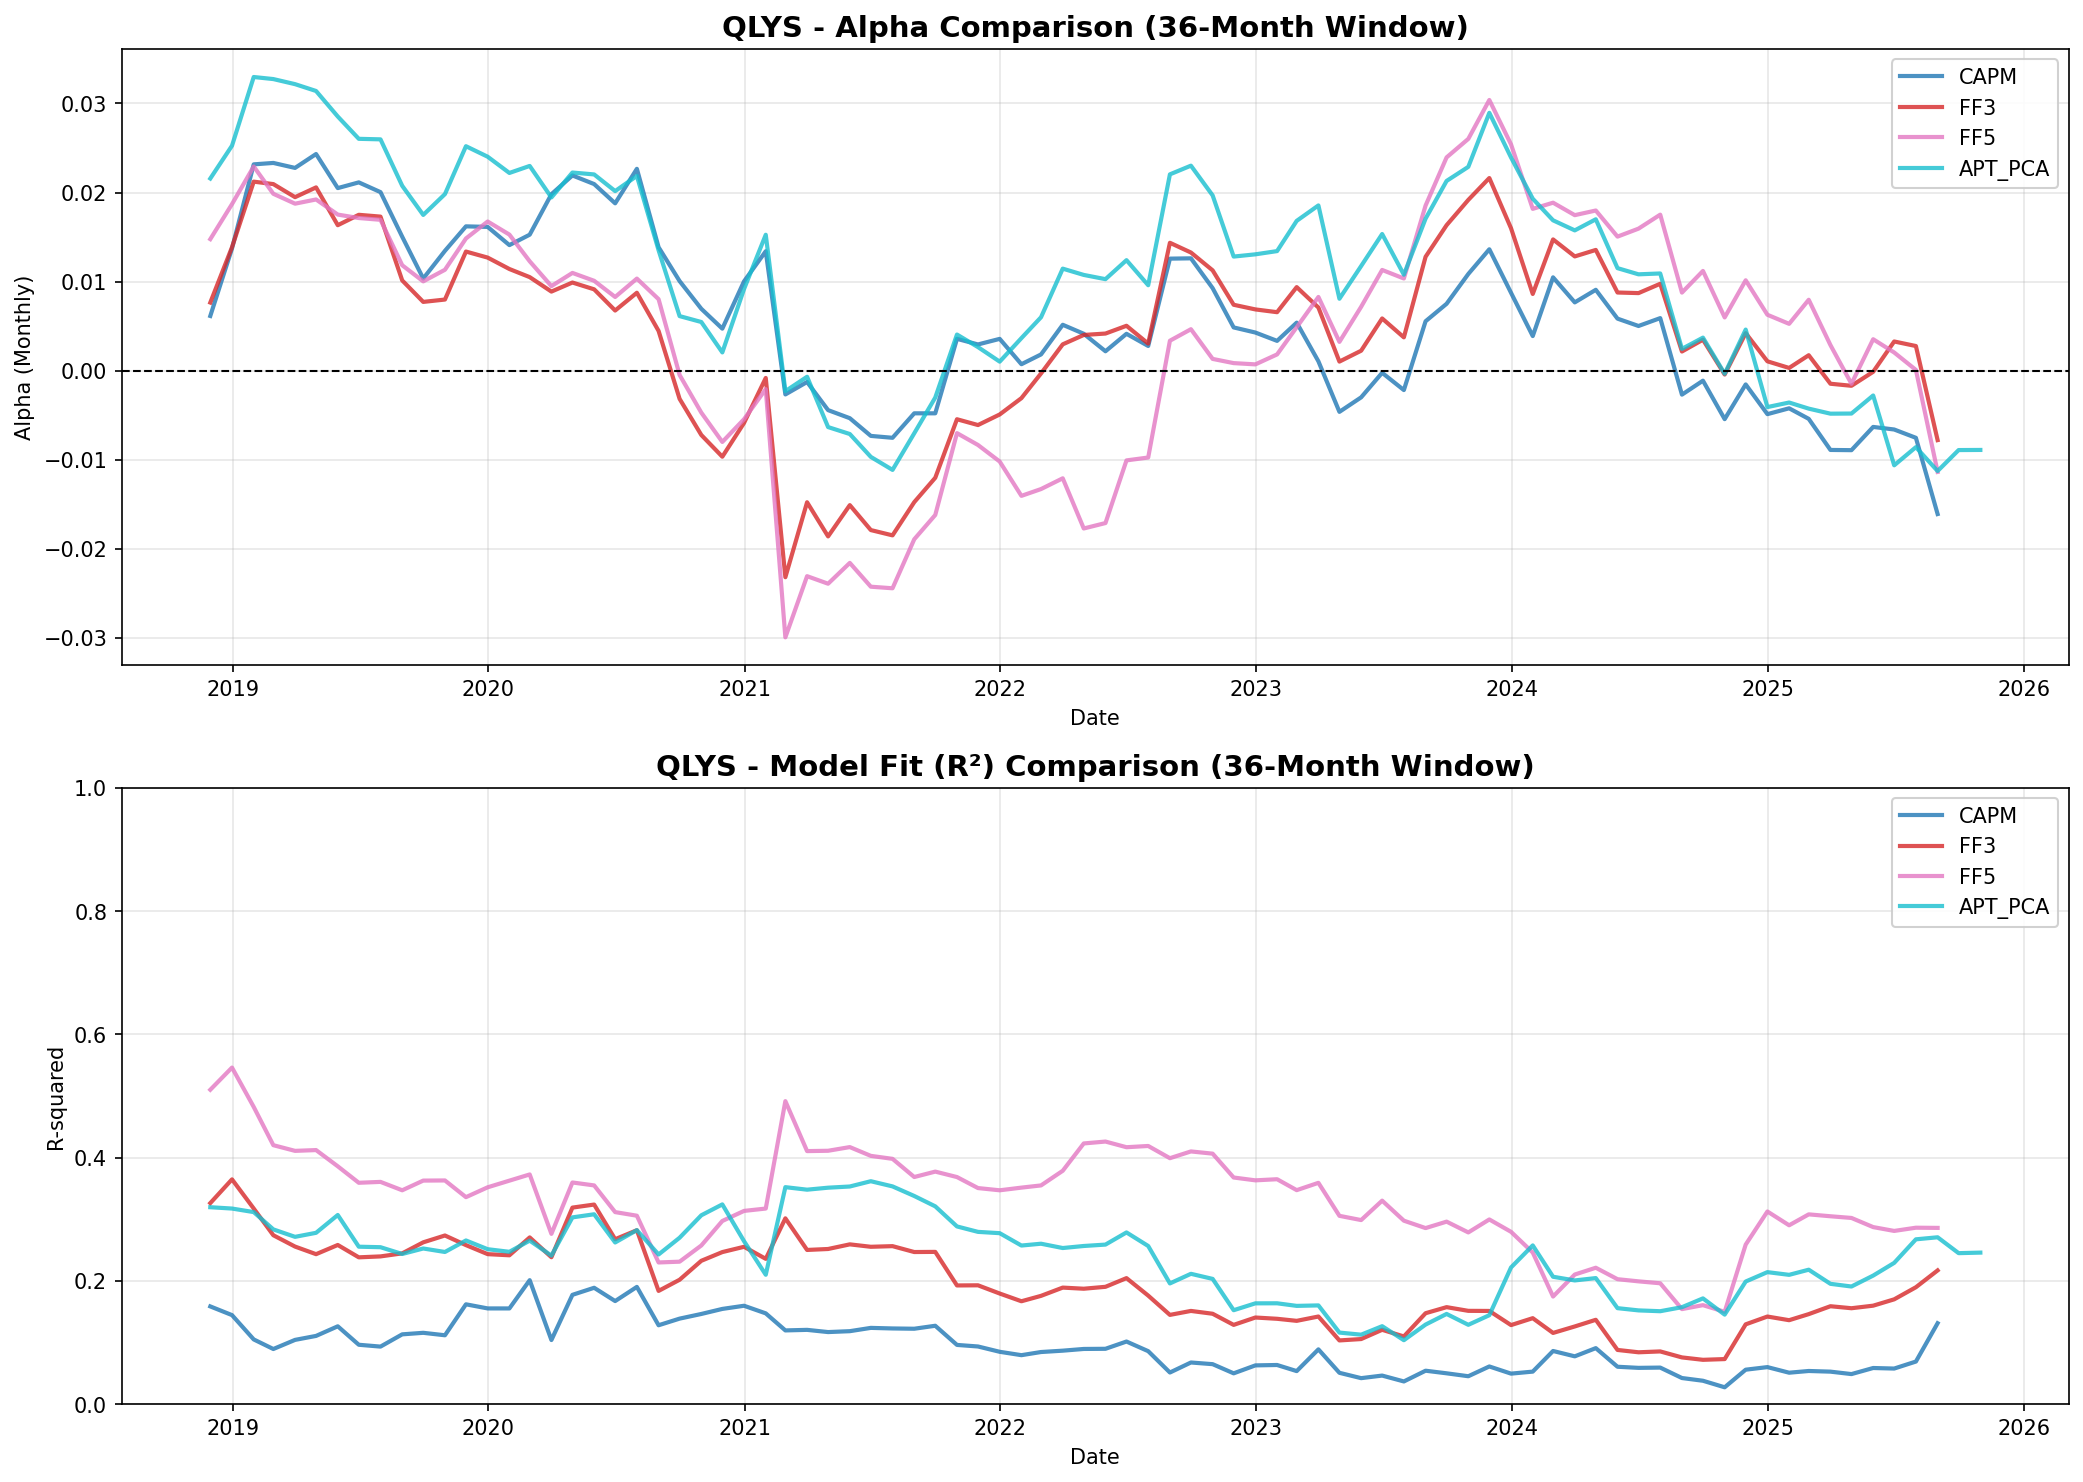 QLYS - Alpha Comparison (36-Month Window)
Alpha (Monthly)
0.03
0.02
0.01
0.00
−0.01
−0.02
−0.03
CAPM
FF3
FF5
APT_PCA
2019 2020 2021 2022 2023 2024 2025 2026
Date
QLYS - Model Fit (R²) Comparison (36-Month Window)
R-squared
1.0
0.8
0.6
0.4
0.2
0.0
CAPM
FF3
FF5
APT_PCA
2019 2020 2021 2022 2023 2024 2025 2026
Date